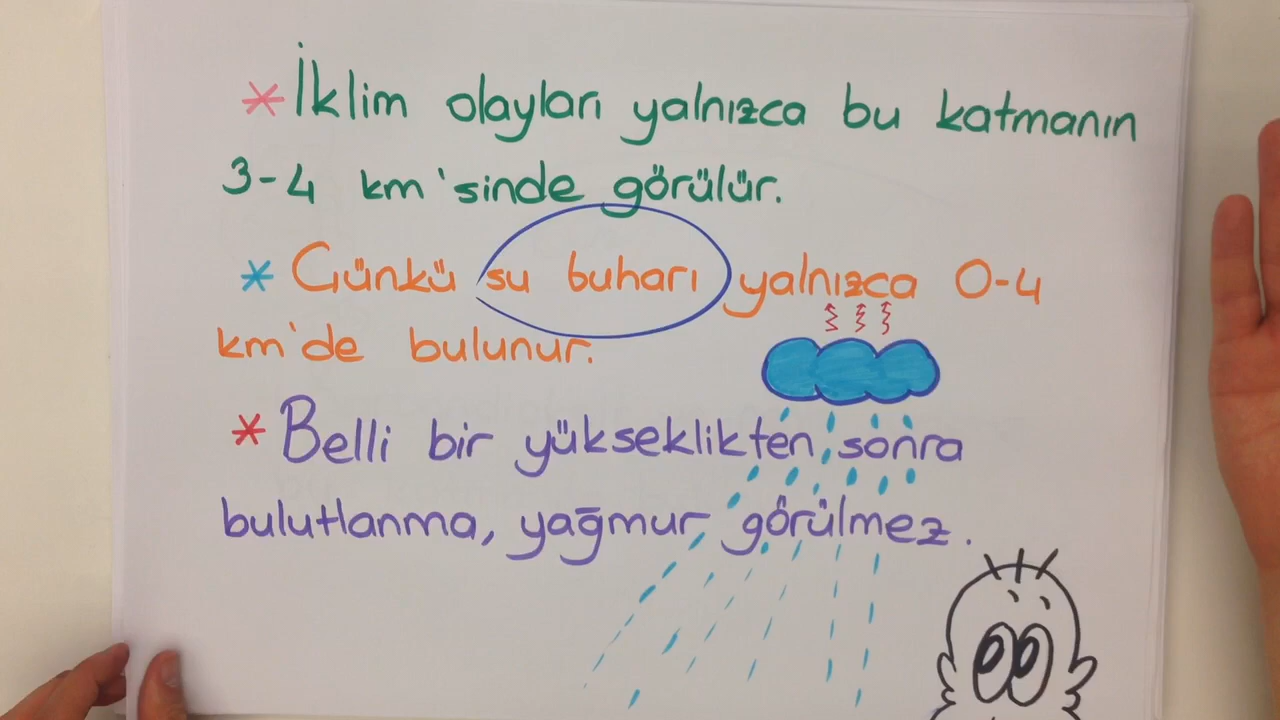 * İklim olayları yalnızca bu katmanın
3-4 km'sinde görülür.
* Çünkü su buharı yalnızca 0-4
km'de bulunur.
* Belli bir yükseklikten sonra
bulutlanma, yağmur görülmez.